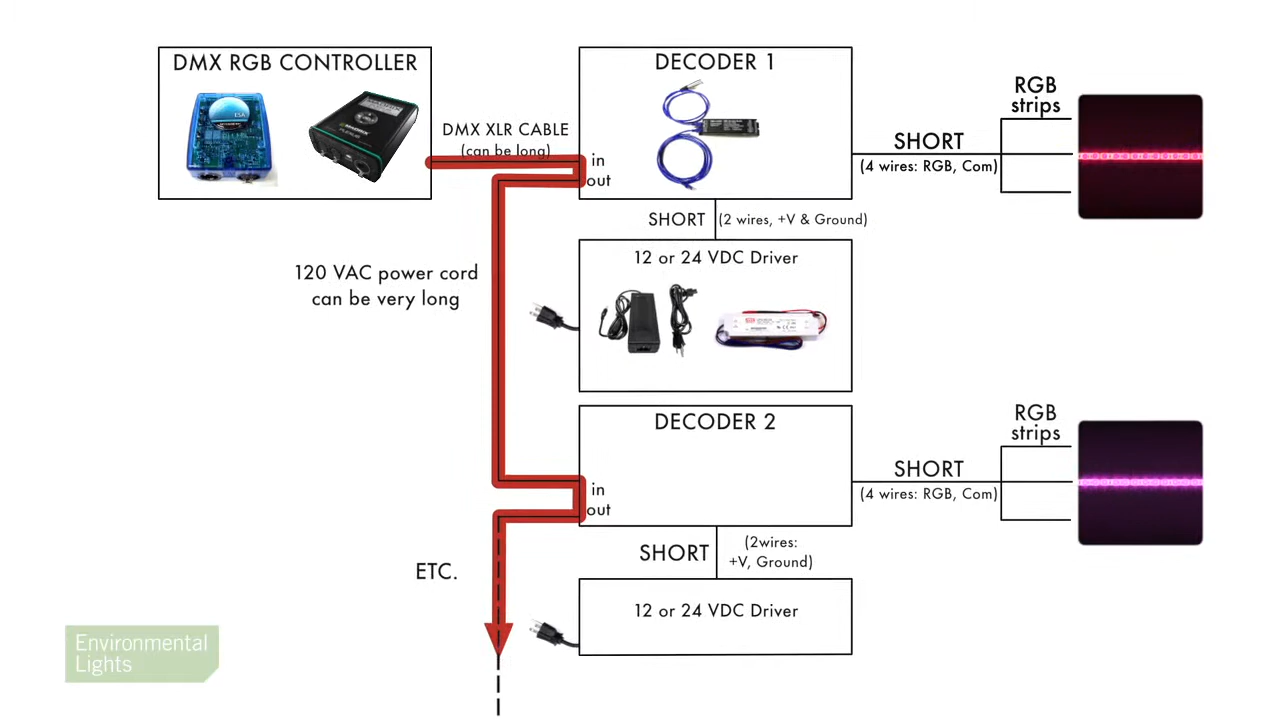 DMX RGB CONTROLLER
DMX XLR CABLE
(can be long)
DECODER 1
in
out
SHORT
(4 wires: RGB, Com)
RGB
strips
SHORT
(2 wires, +V & Ground)
120 VAC power cord
can be very long
12 or 24 VDC Driver
DECODER 2
in
out
SHORT
(4 wires: RGB, Com)
RGB
strips
SHORT
(2wires:
+V, Ground)
ETC.
12 or 24 VDC Driver
Environmental
Lights